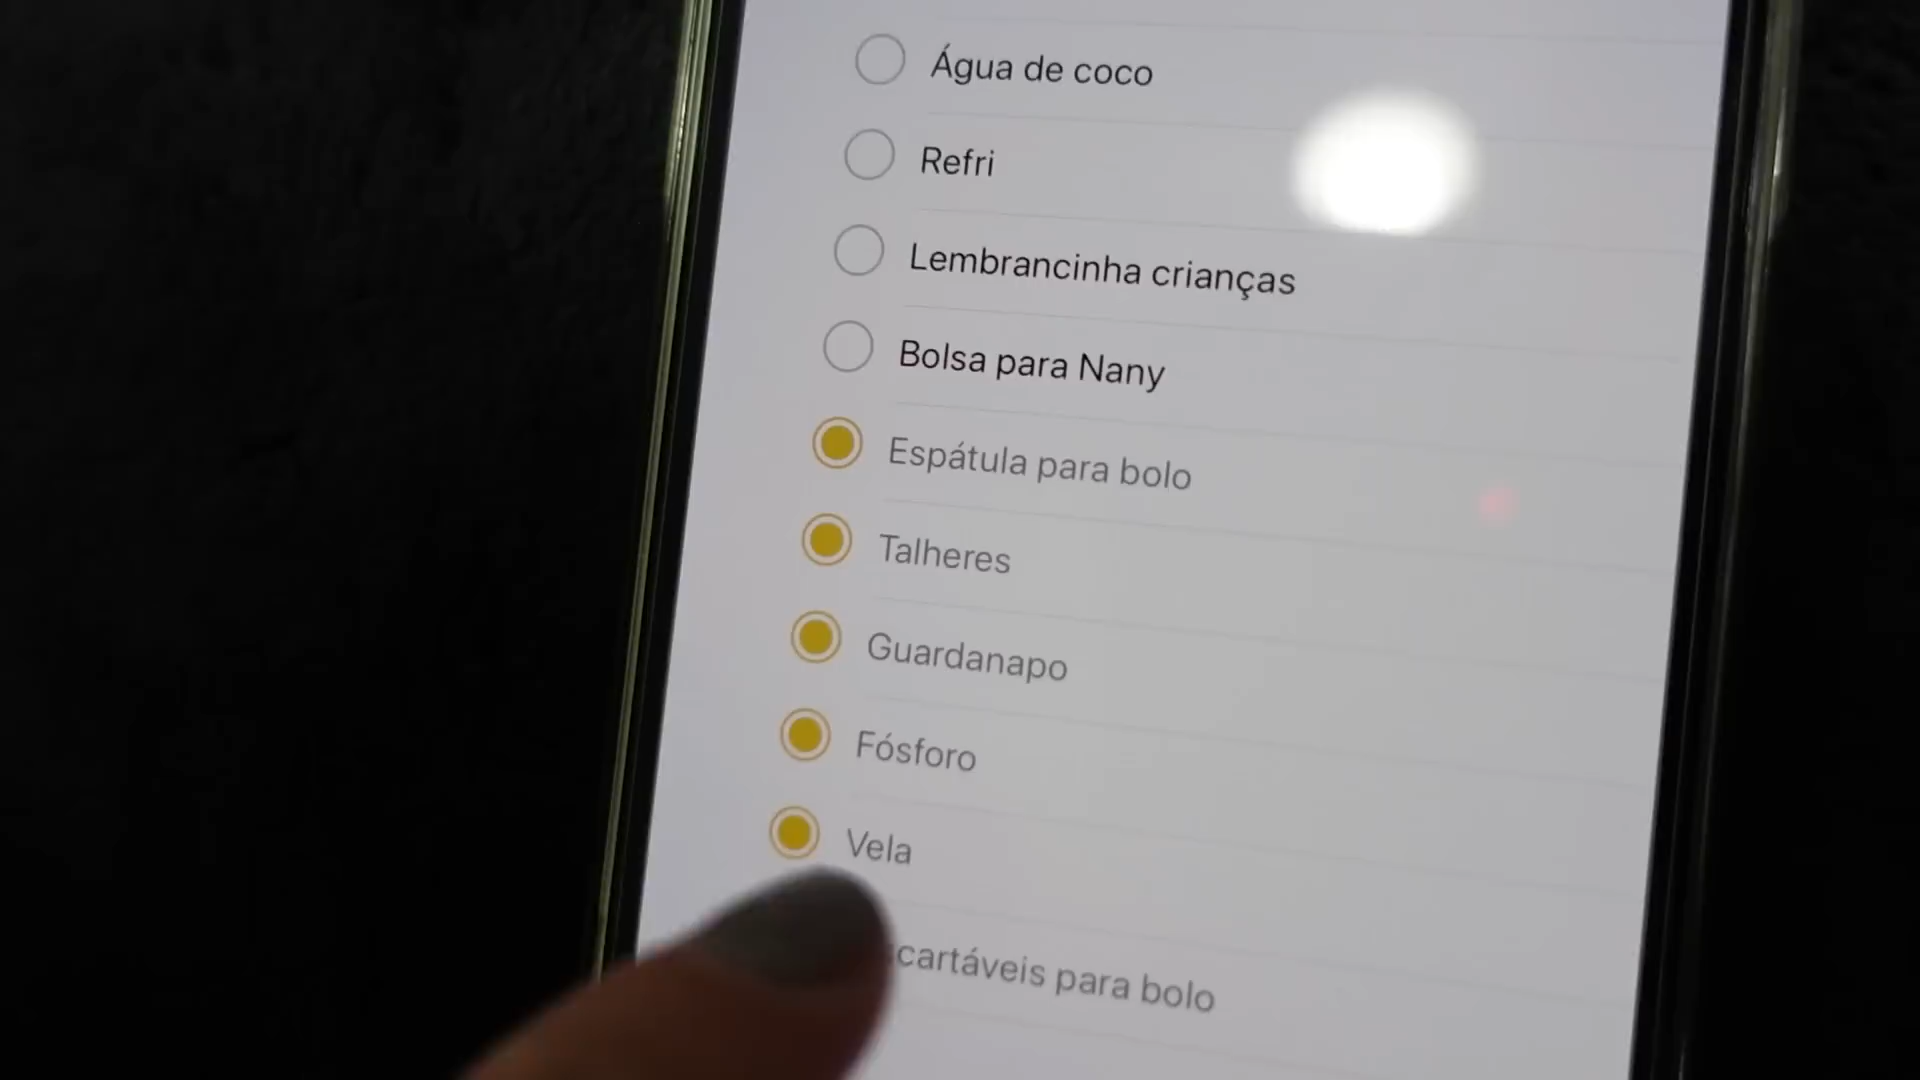 Água de coco
Refri
Lembrancinha crianças
Bolsa para Nany
Espátula para bolo
Talheres
Guardanapo
Fósforo
Vela
cartáveis para bolo